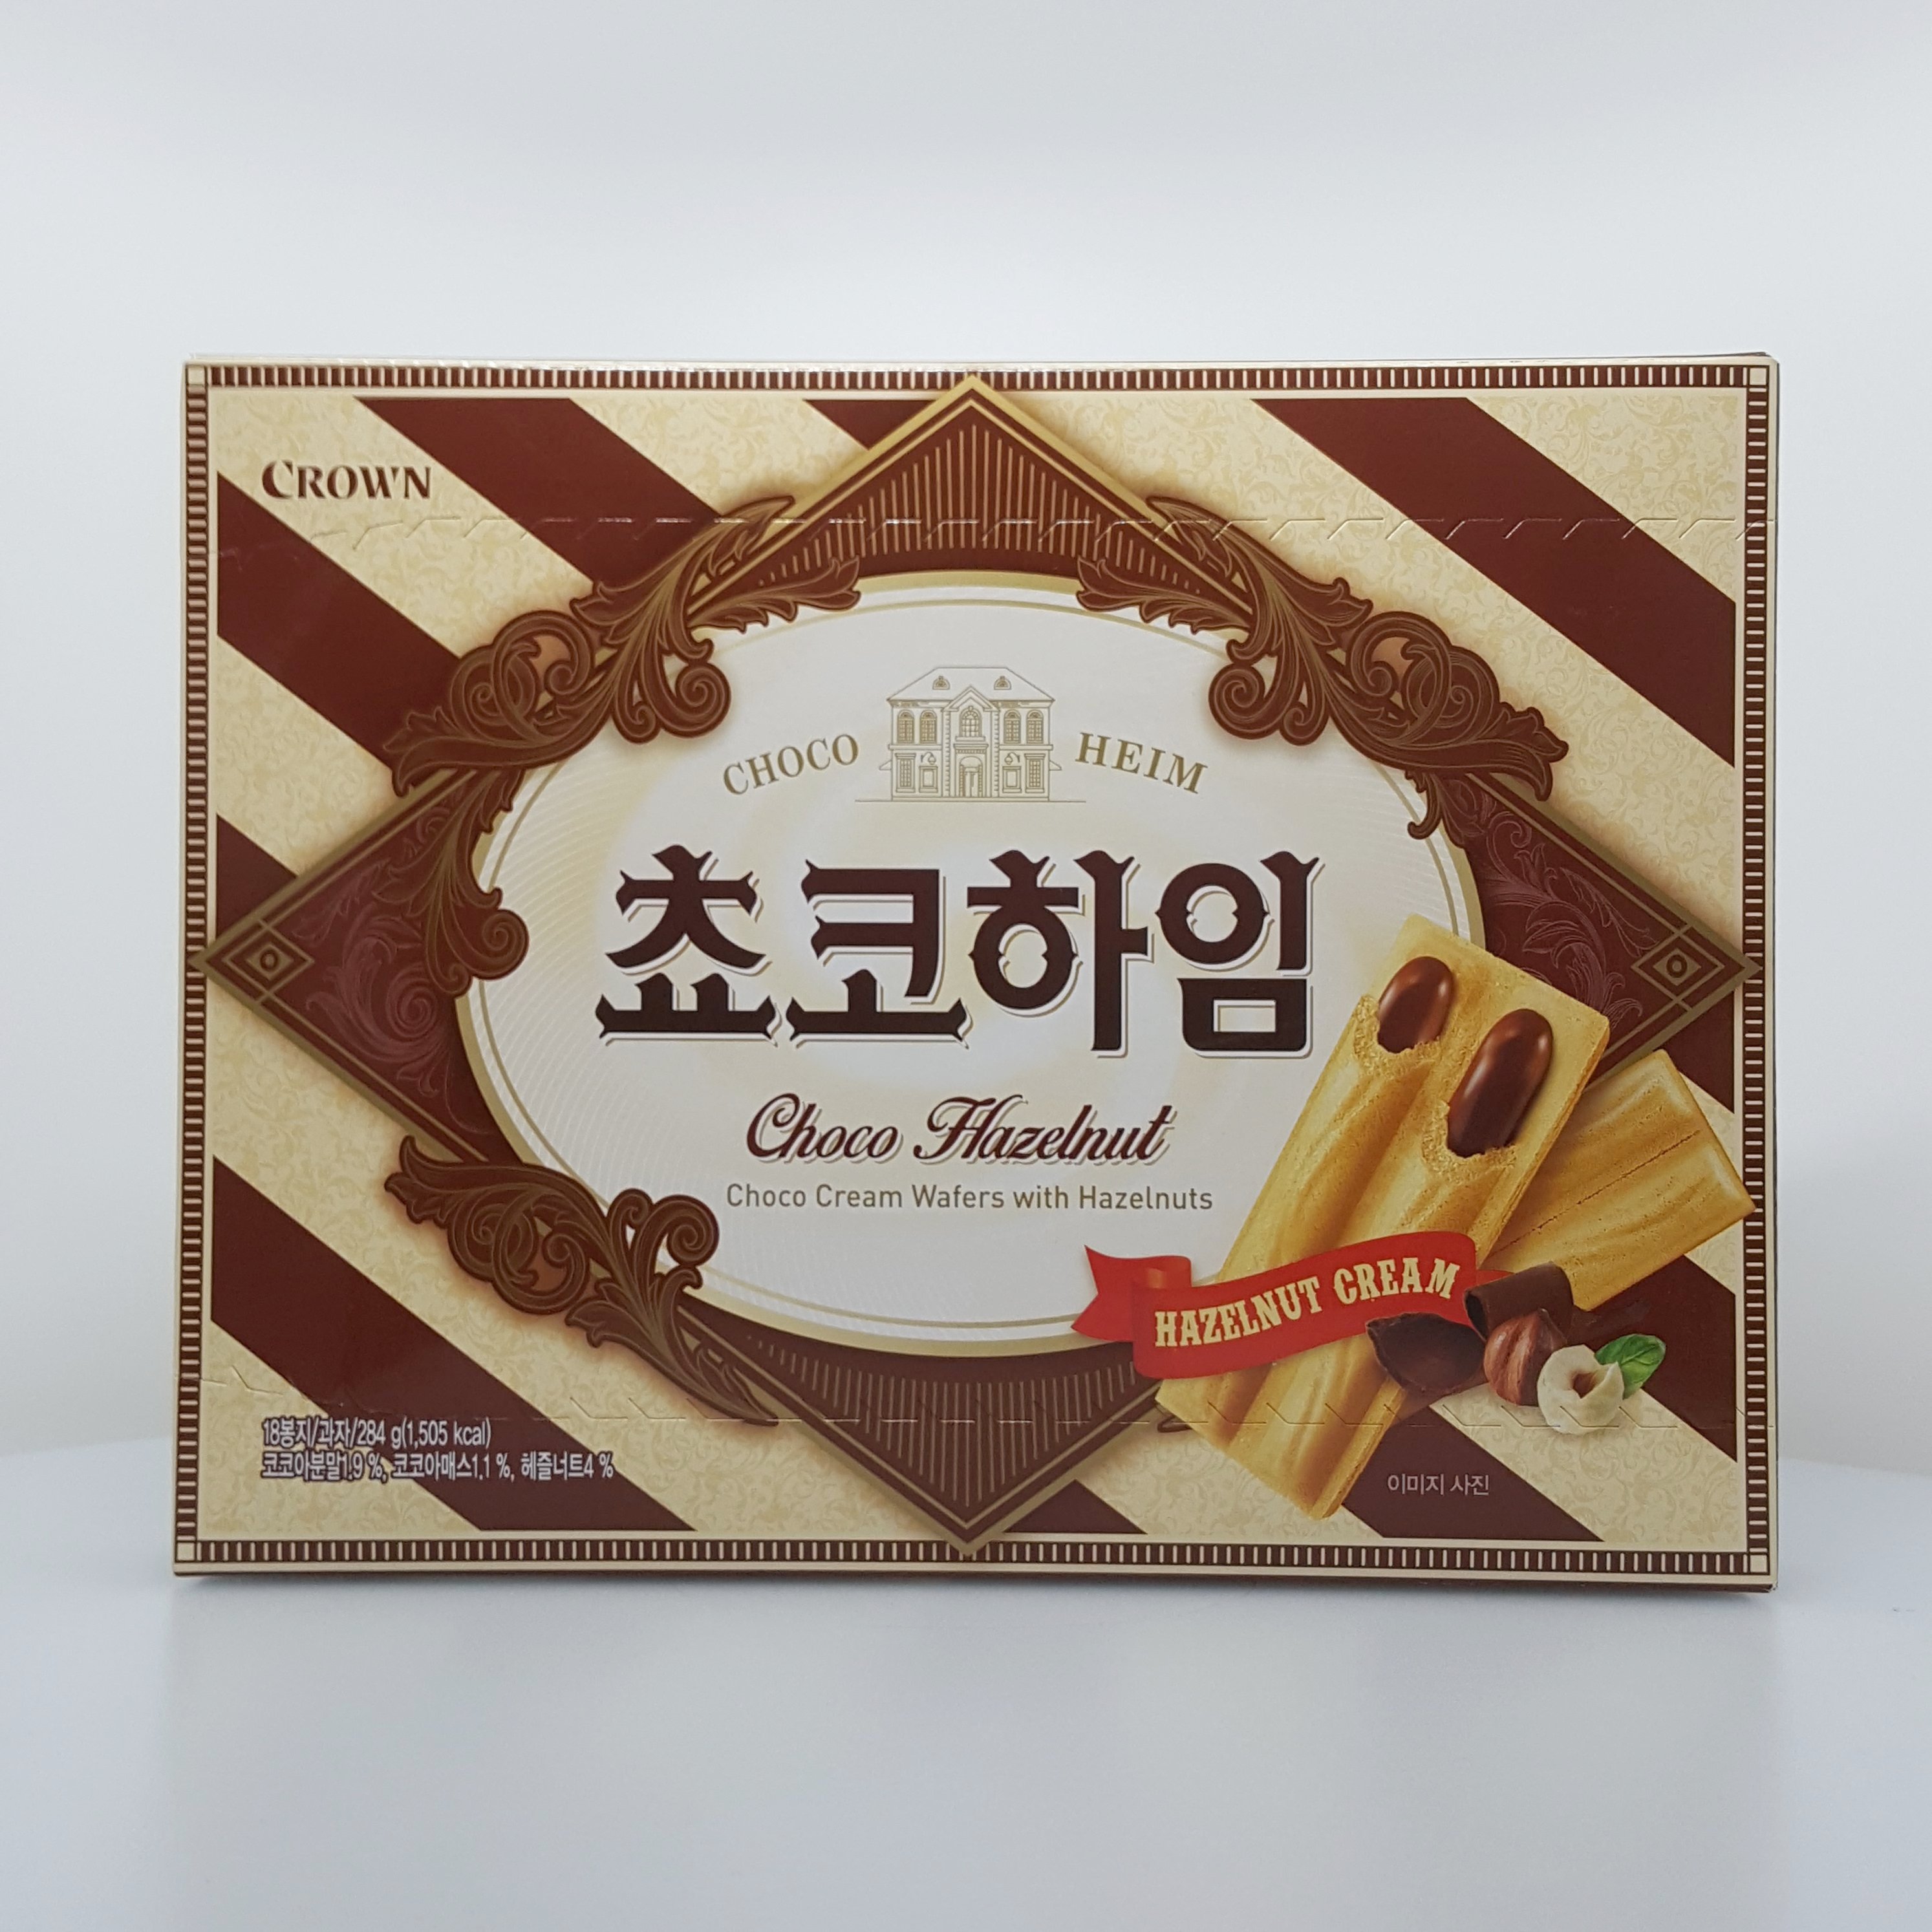 CROWN
CHOCO HEIM
쵸코하임
Choco Hazelnut
Choco Cream Wafers with Hazelnuts
HAZELNUT CREAM
18봉지/과자/284 g(1,505 kcal)
코코아분말1.9 %, 코코아매스1.1 %, 헤즐너트4 %
이미지 사진